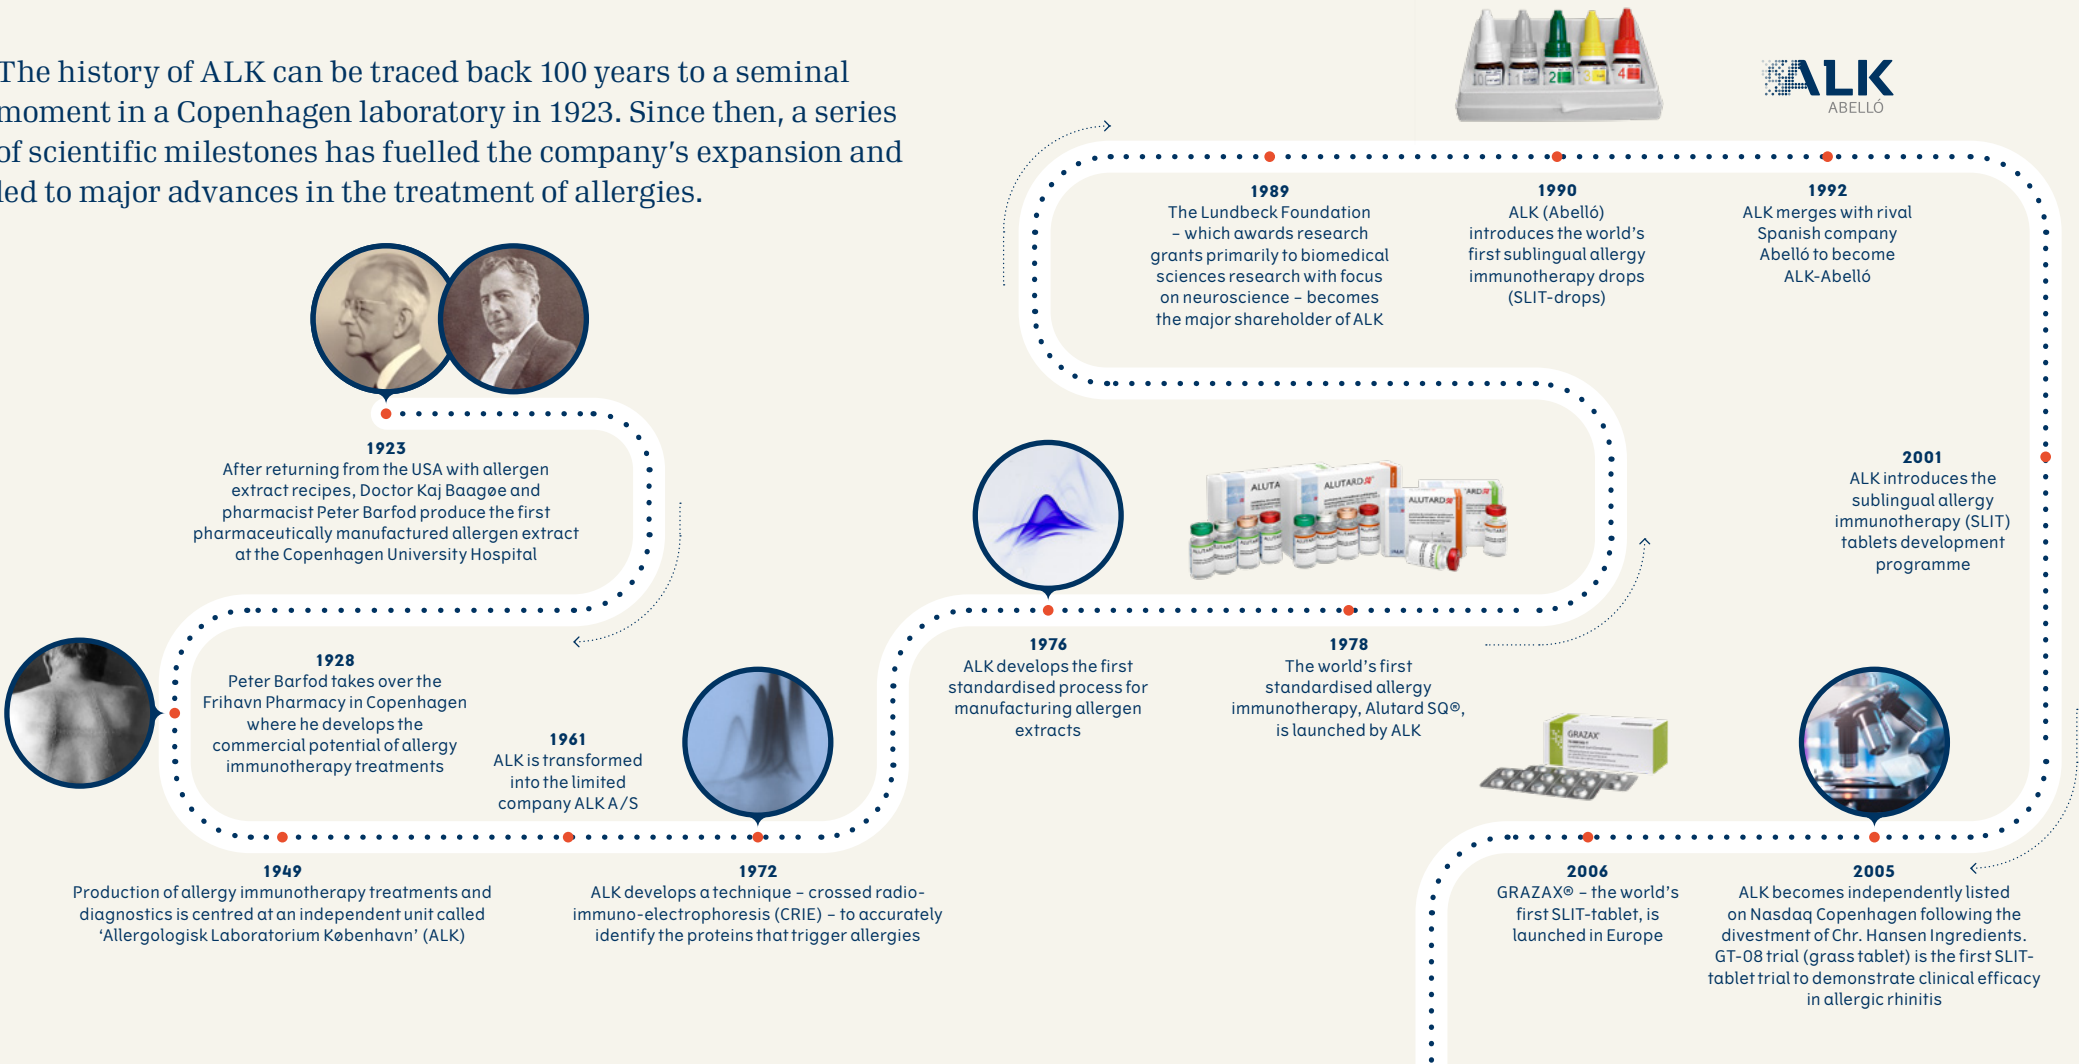 The history of ALK can be traced back 100 years to a seminal
moment in a Copenhagen laboratory in 1923. Since then, a series
of scientific milestones has fuelled the company's expansion and
led to major advances in the treatment of allergies.
1923
After returning from the USA with allergen
extract recipes, Doctor Kaj Baagøe and
pharmacist Peter Barfod produce the first
pharmaceutically manufactured allergen extract
at the Copenhagen University Hospital
1928
Peter Barfod takes over the
Frihavn Pharmacy in Copenhagen
where he develops the
commercial potential of allergy
immunotherapy treatments
1949
Production of allergy immunotherapy treatments and
diagnostics is centred at an independent unit called
‘Allergologisk Laboratorium København’ (ALK)
1961
ALK is transformed
into the limited
company ALK A/S
1972
ALK develops a technique – crossed radio-
immuno-electrophoresis (CRIE) – to accurately
identify the proteins that trigger allergies
1976
ALK develops the first
standardised process for
manufacturing allergen
extracts
ALUTARD
ALUTARD
1978
The world's first
standardised allergy
immunotherapy, Alutard SQ®,
is launched by ALK
1989
The Lundbeck Foundation
– which awards research
grants primarily to biomedical
sciences research with focus
on neuroscience – becomes
the major shareholder of ALK
2
3
4
1990
ALK (Abelló)
introduces the world's
first sublingual allergy
immunotherapy drops
(SLIT-drops)
ALK
ABELLÓ
1992
ALK merges with rival
Spanish company
Abelló to become
ALK-Abelló
2001
ALK introduces the
sublingual allergy
immunotherapy (SLIT)
tablets development
programme
2005
ALK becomes independently listed
on Nasdaq Copenhagen following the
divestment of Chr. Hansen Ingredients.
GT-08 trial (grass tablet) is the first SLIT-
tablet trial to demonstrate clinical efficacy
in allergic rhinitis
GRAZAX
2006
GRAZAX® – the world's
first SLIT-tablet, is
launched in Europe